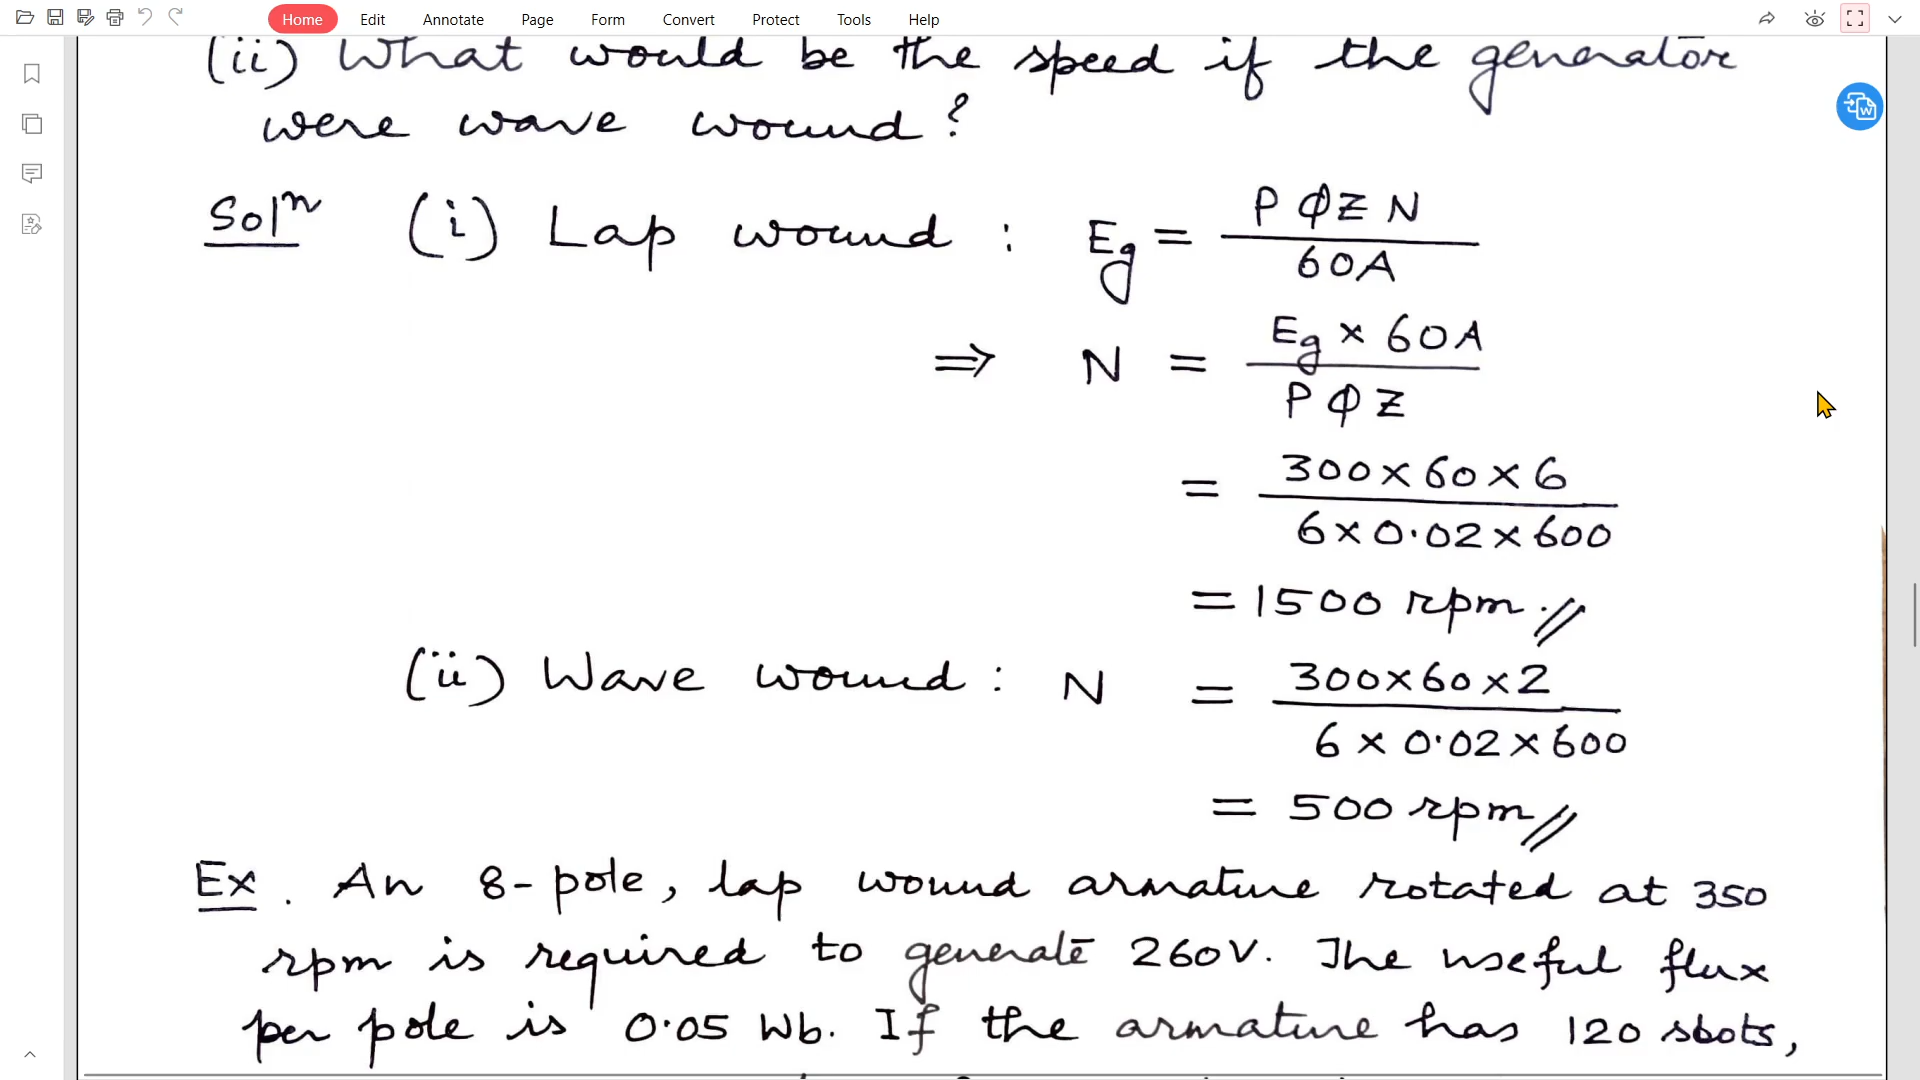 Home Edit Annotate Page Form Convert Protect Tools Help
(ii) What would be the speed if the generator
were wave wound?
Solⁿ (i) Lap wound : Eg = PΦZN / 60A
⇒ N = Eg × 60A / PΦZ
= 300×60×6 / 6×0.02×600
= 1500 rpm.//
(ii) Wave wound : N = 300×60×2 / 6×0.02×600
= 500 rpm//
Ex. An 8-pole, lap wound armature rotated at 350
rpm is required to generate 260V. The useful flux
per pole is 0.05 Wb. If the armature has 120 slots,